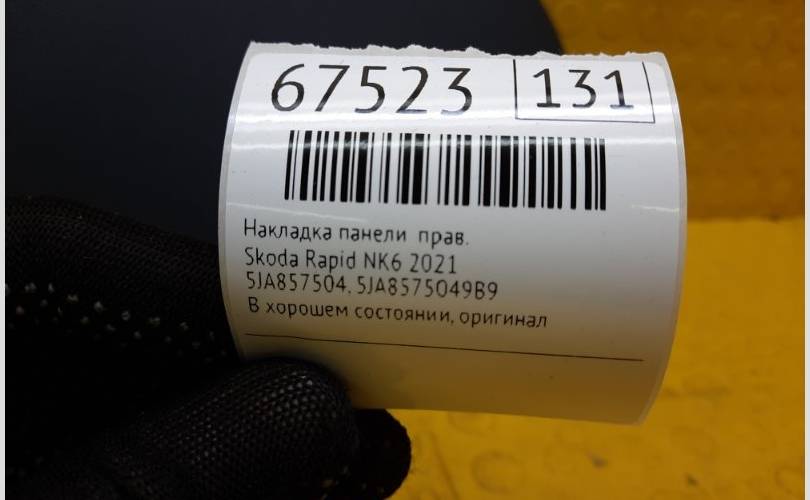 67523 131
Накладка панели прав.
Skoda Rapid NK6 2021
5JA857504, 5JA8575049B9
В хорошем состоянии, оригинал